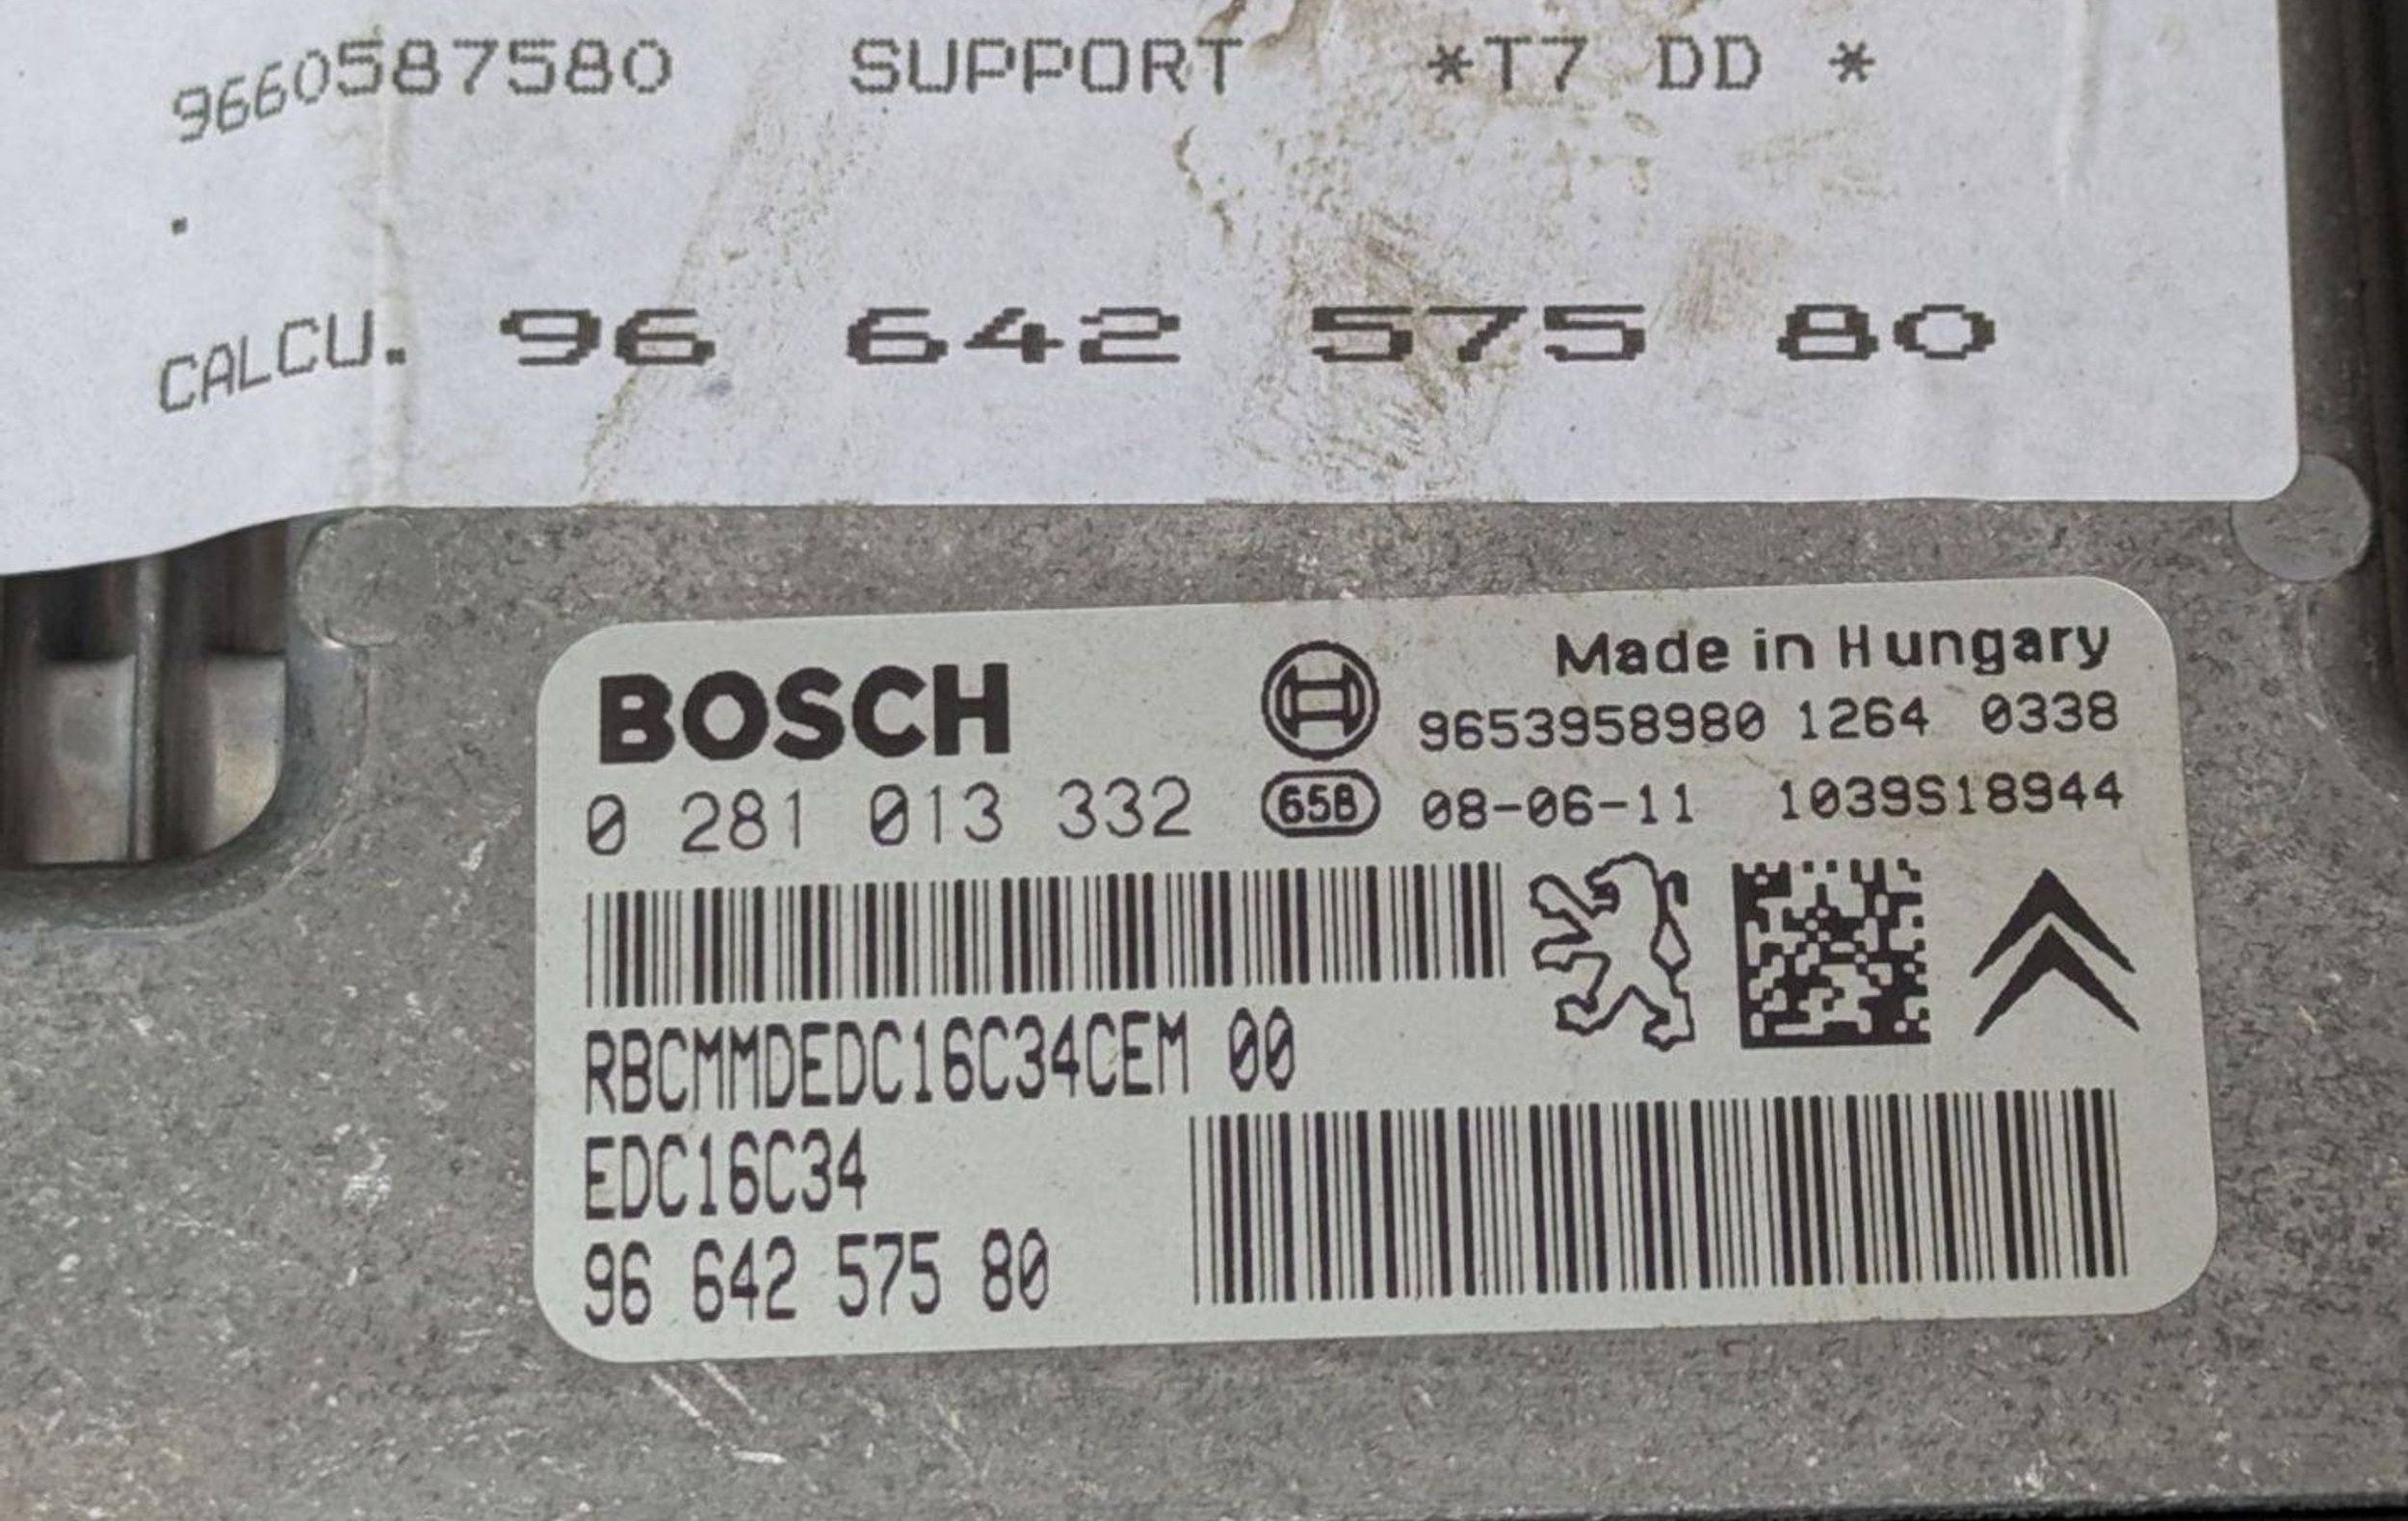 9660587580 SUPPORT *T7 DD *
.
CALCU. 96 642 575 80
BOSCH
Made in Hungary
9653958980 1264 0338
0 281 013 332 658 08-06-11 1039S18944
RBCMMDEDC16C34CEM 00
EDC16C34
96 642 575 80